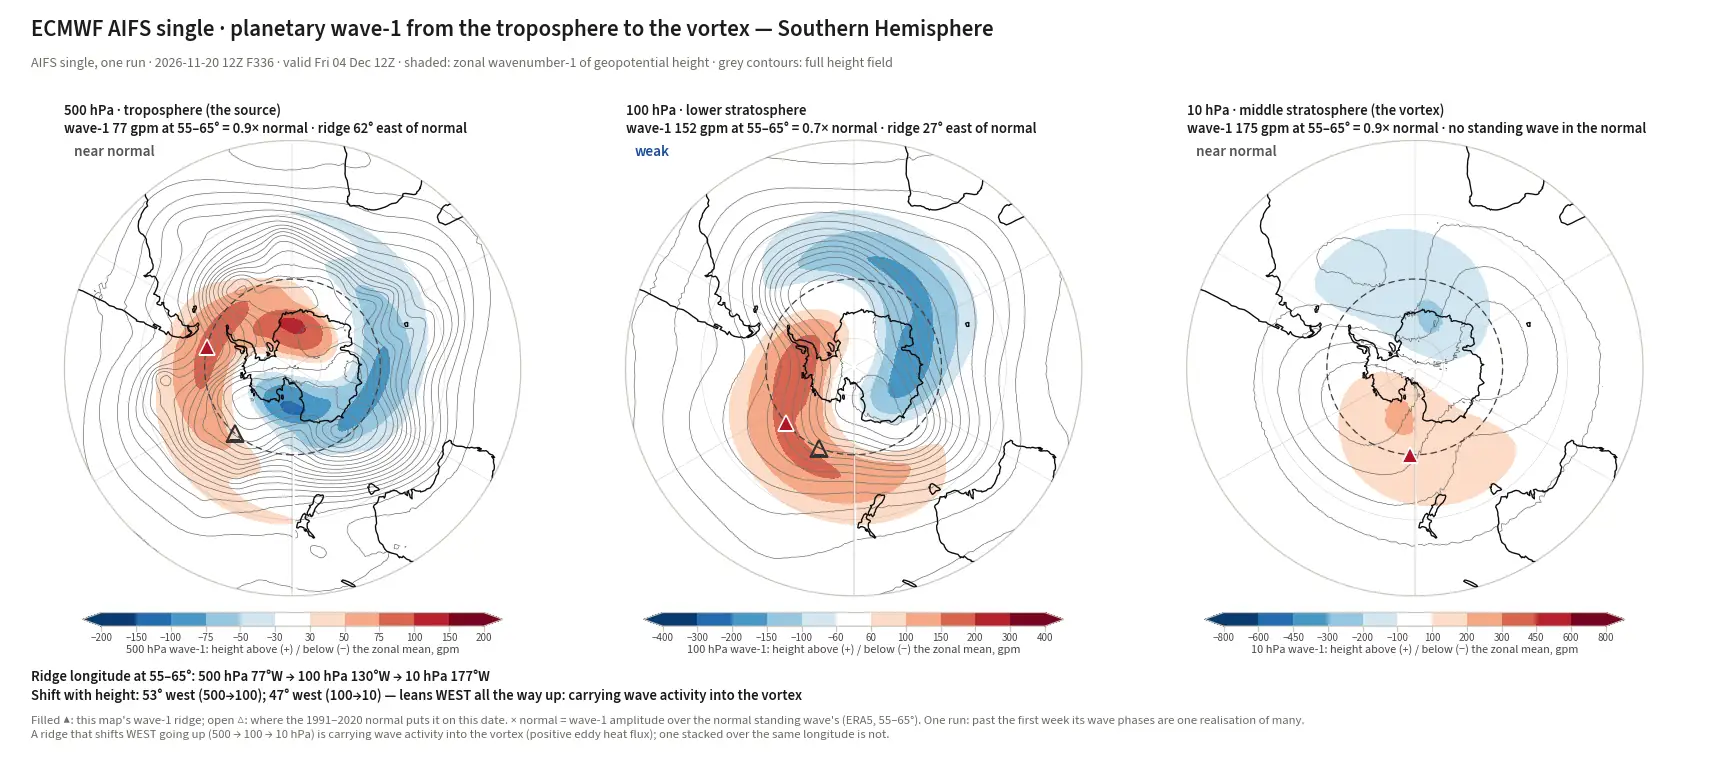 ECMWF AIFS single · planetary wave-1 from the troposphere to the vortex — Southern Hemisphere
AIFS single, one run · 2026-11-20 12Z F336 · valid Fri 04 Dec 12Z · shaded: zonal wavenumber-1 of geopotential height · grey contours: full height field
500 hPa · troposphere (the source)
wave-1 77 gpm at 55–65° = 0.9× normal · ridge 62° east of normal
near normal
100 hPa · lower stratosphere
wave-1 152 gpm at 55–65° = 0.7× normal · ridge 27° east of normal
weak
10 hPa · middle stratosphere (the vortex)
wave-1 175 gpm at 55–65° = 0.9× normal · no standing wave in the normal
near normal
−200 −150 −100 −75 −50 −30 30 50 75 100 150 200
500 hPa wave-1: height above (+) / below (−) the zonal mean, gpm
−400 −300 −200 −150 −100 −60 60 100 150 200 300 400
100 hPa wave-1: height above (+) / below (−) the zonal mean, gpm
−800 −600 −450 −300 −200 −100 100 200 300 450 600 800
10 hPa wave-1: height above (+) / below (−) the zonal mean, gpm
Ridge longitude at 55–65°: 500 hPa 77°W → 100 hPa 130°W → 10 hPa 177°W
Shift with height: 53° west (500→100); 47° west (100→10) — leans WEST all the way up: carrying wave activity into the vortex
Filled ▲: this map's wave-1 ridge; open △: where the 1991–2020 normal puts it on this date. × normal = wave-1 amplitude over the normal standing wave's (ERA5, 55–65°). One run: past the first week its wave phases are one realisation of many.
A ridge that shifts WEST going up (500 → 100 → 10 hPa) is carrying wave activity into the vortex (positive eddy heat flux); one stacked over the same longitude is not.